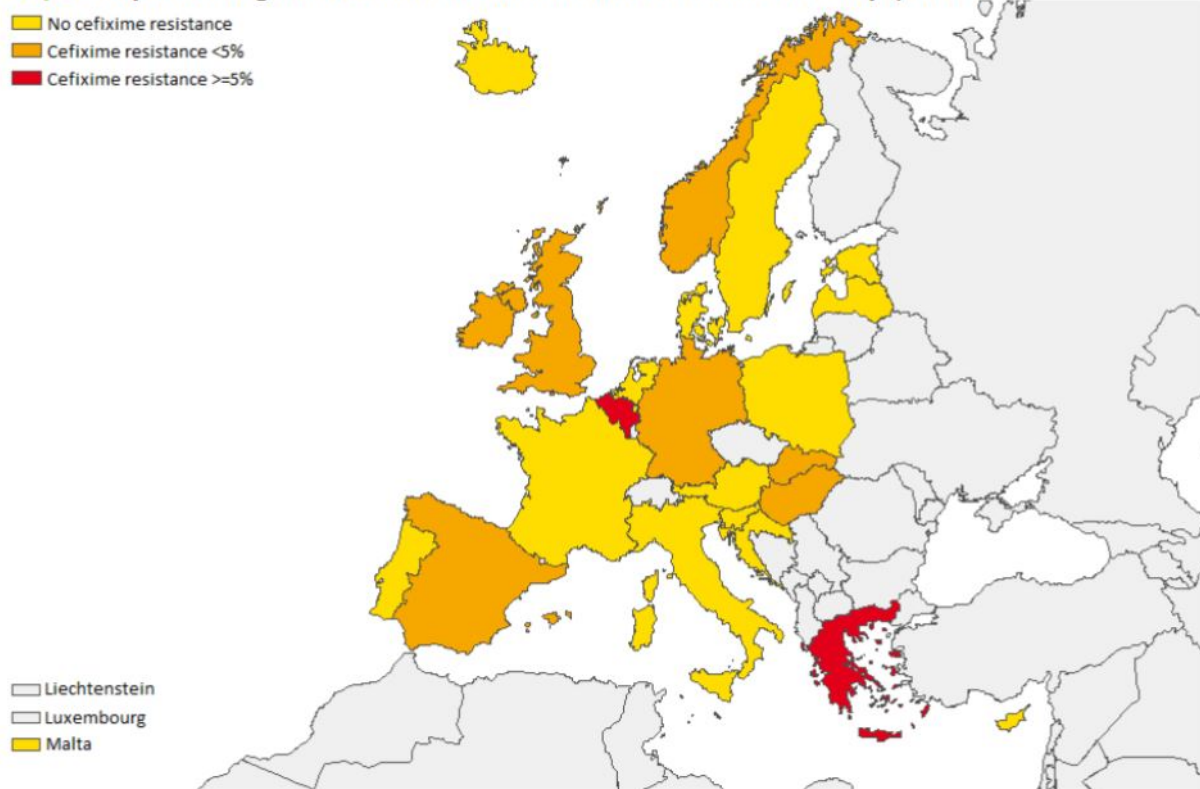 No cefixime resistance
Cefixime resistance <5%
Cefixime resistance >=5%
Liechtenstein
Luxembourg
Malta